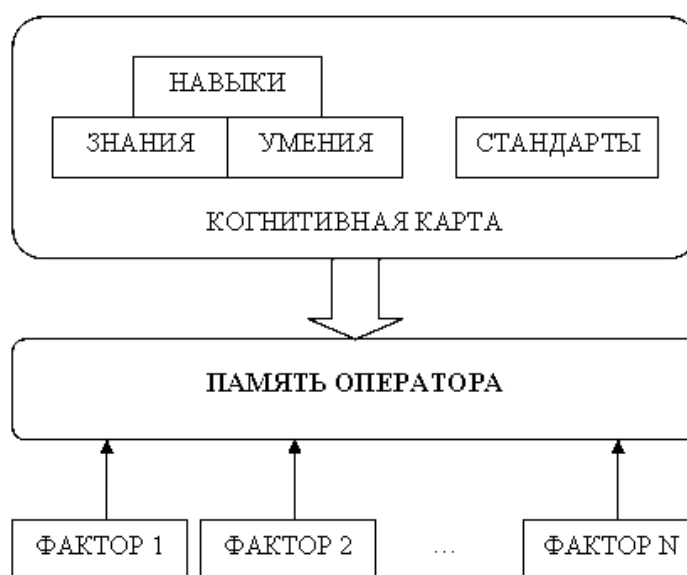 НАВЫКИ
ЗНАНИЯ УМЕНИЯ СТАНДАРТЫ
КОГНИТИВНАЯ КАРТА
ПАМЯТЬ ОПЕРАТОРА
ФАКТОР 1 ФАКТОР 2 ... ФАКТОР N